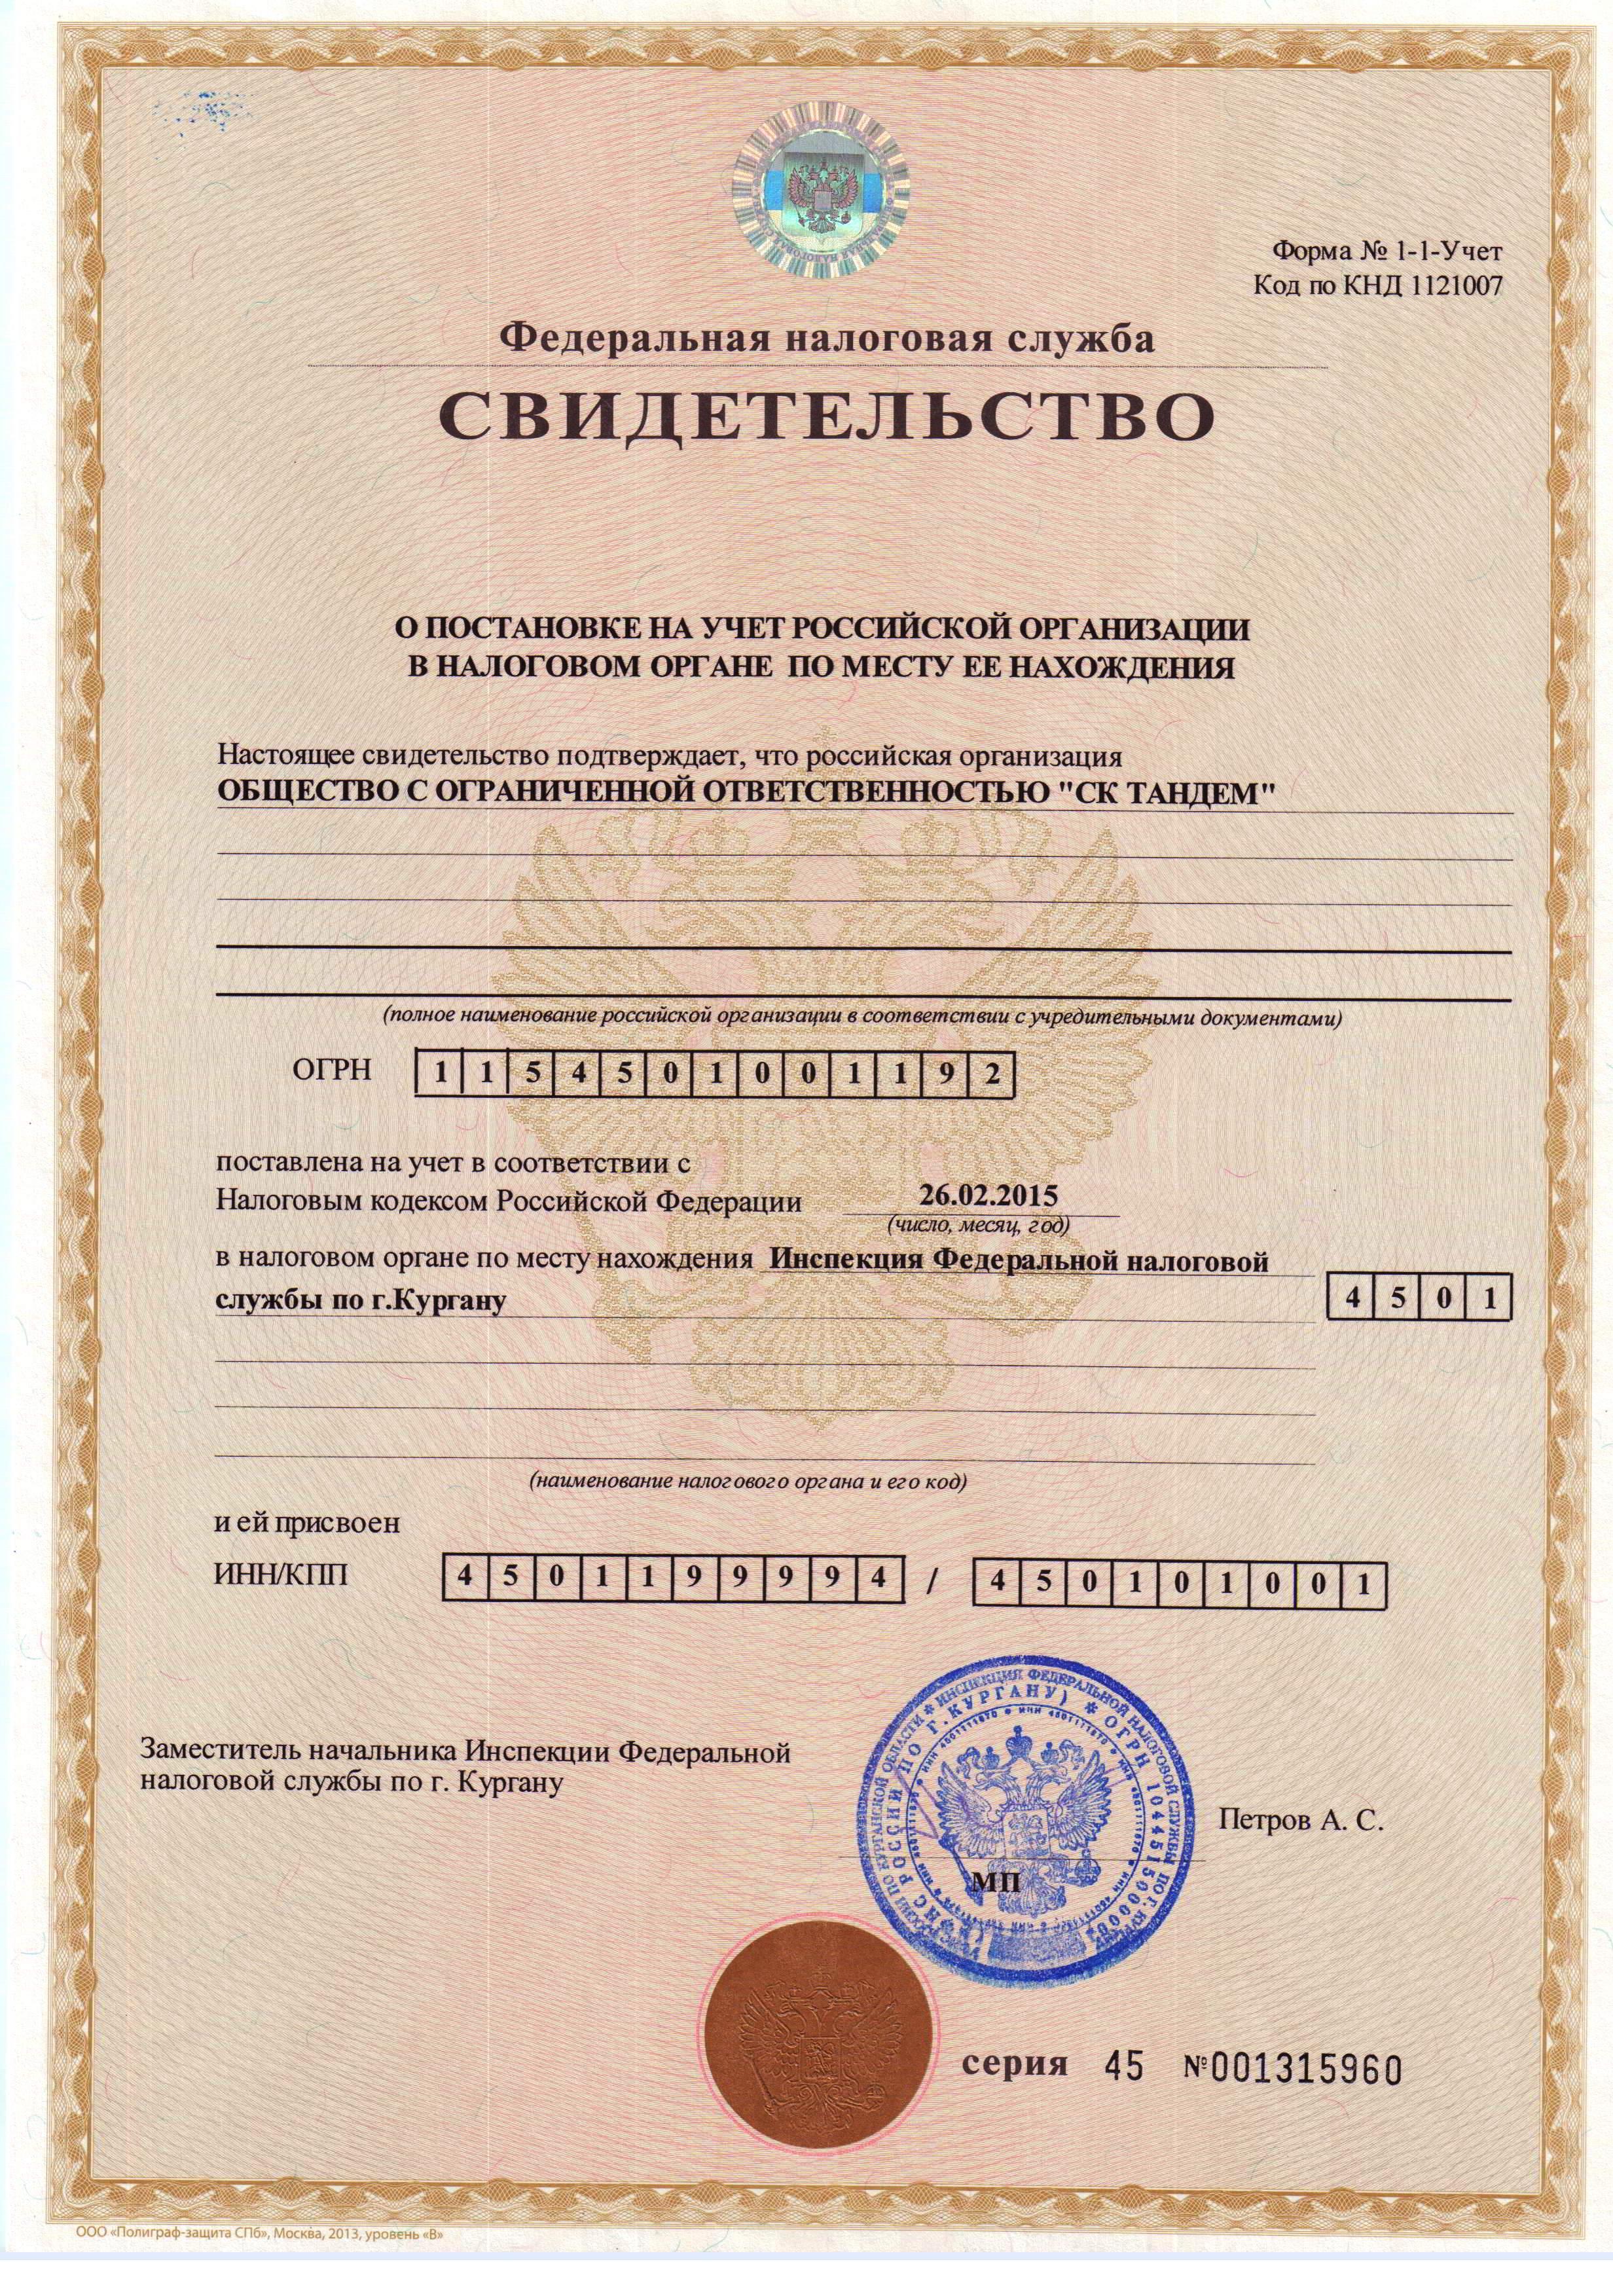 Форма № 1-1-Учет
Код по КНД 1121007
Федеральная налоговая служба
СВИДЕТЕЛЬСТВО
О ПОСТАНОВКЕ НА УЧЕТ РОССИЙСКОЙ ОРГАНИЗАЦИИ
В НАЛОГОВОМ ОРГАНЕ ПО МЕСТУ ЕЕ НАХОЖДЕНИЯ
Настоящее свидетельство подтверждает, что российская организация
ОБЩЕСТВО С ОГРАНИЧЕННОЙ ОТВЕТСТВЕННОСТЬЮ "СК ТАНДЕМ"
(полное наименование российской организации в соответствии с учредительными документами)
ОГРН 1 1 5 4 5 0 1 0 0 1 1 9 2
поставлена на учет в соответствии с
Налоговым кодексом Российской Федерации 26.02.2015
(число, месяц, год)
в налоговом органе по месту нахождения Инспекция Федеральной налоговой
службы по г.Кургану 4 5 0 1
(наименование налогового органа и его код)
и ей присвоен
ИНН/КПП 4 5 0 1 1 9 9 9 9 4 / 4 5 0 1 0 1 0 0 1
ИНСПЕКЦИЯ ФЕДЕРАЛЬНОЙ НАЛОГОВОЙ СЛУЖБЫ ПО Г. КУРГАНУ
РОССИИ ПО Г. КУРГАНУ) * ОГРН
Заместитель начальника Инспекции Федеральной
налоговой службы по г. Кургану
Петров А. С.
МП
серия 45 №001315960
ООО «Полиграф-защита СПб», Москва, 2013, уровень «В»